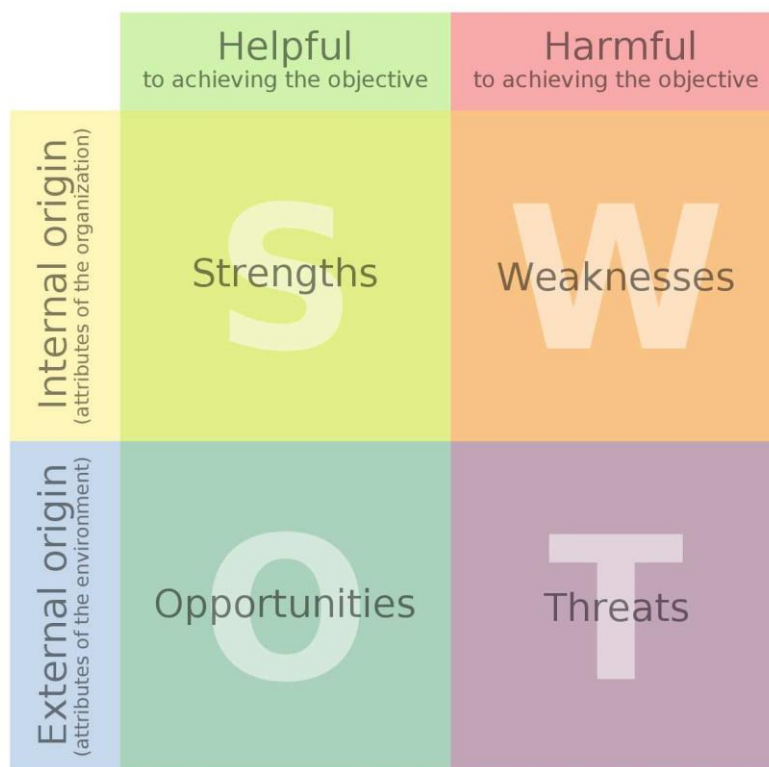 Helpful
to achieving the objective
Harmful
to achieving the objective
Internal origin
(attributes of the organization)
S
Strengths
W
Weaknesses
External origin
(attributes of the environment)
O
Opportunities
T
Threats